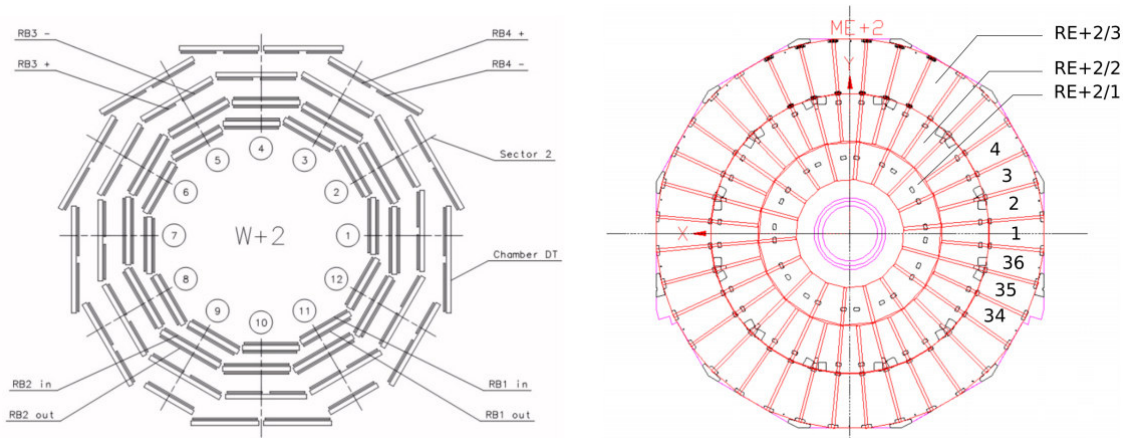 RB3 -
RB3 +
RB4 +
RB4 -
Sector 2
4
5
3
6
2
7
W+2
1
Chamber DT
8
12
9
11
10
RB2 in
RB1 in
RB2 out
RB1 out
ME+2
Y
RE+2/3
RE+2/2
RE+2/1
4
3
2
X
1
36
35
34